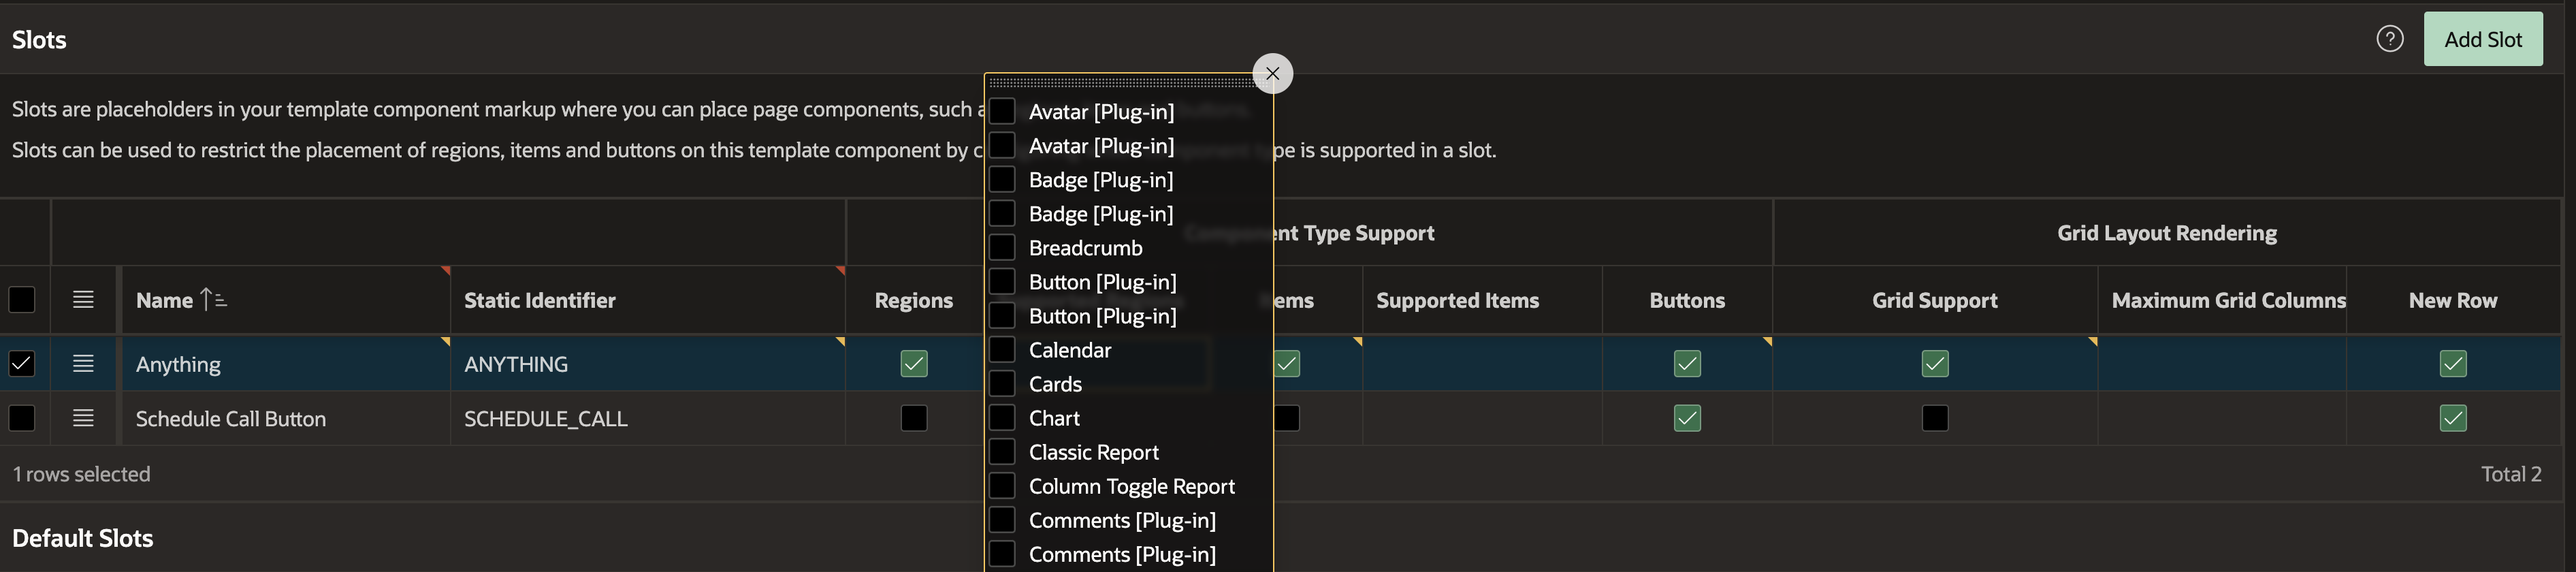 Slots
? Add Slot
Slots are placeholders in your template component markup where you can place page components, such a
Slots can be used to restrict the placement of regions, items and buttons on this template component by c pe is supported in a slot.
Avatar [Plug-in]
Avatar [Plug-in]
Badge [Plug-in]
Badge [Plug-in]
Breadcrumb
Button [Plug-in]
Button [Plug-in]
Calendar
Cards
Chart
Classic Report
Column Toggle Report
Comments [Plug-in]
Comments [Plug-in]
Component Type Support
Grid Layout Rendering
Name Static Identifier Regions Items Supported Items Buttons Grid Support Maximum Grid Columns New Row
Anything ANYTHING
Schedule Call Button SCHEDULE_CALL
1 rows selected Total 2
Default Slots